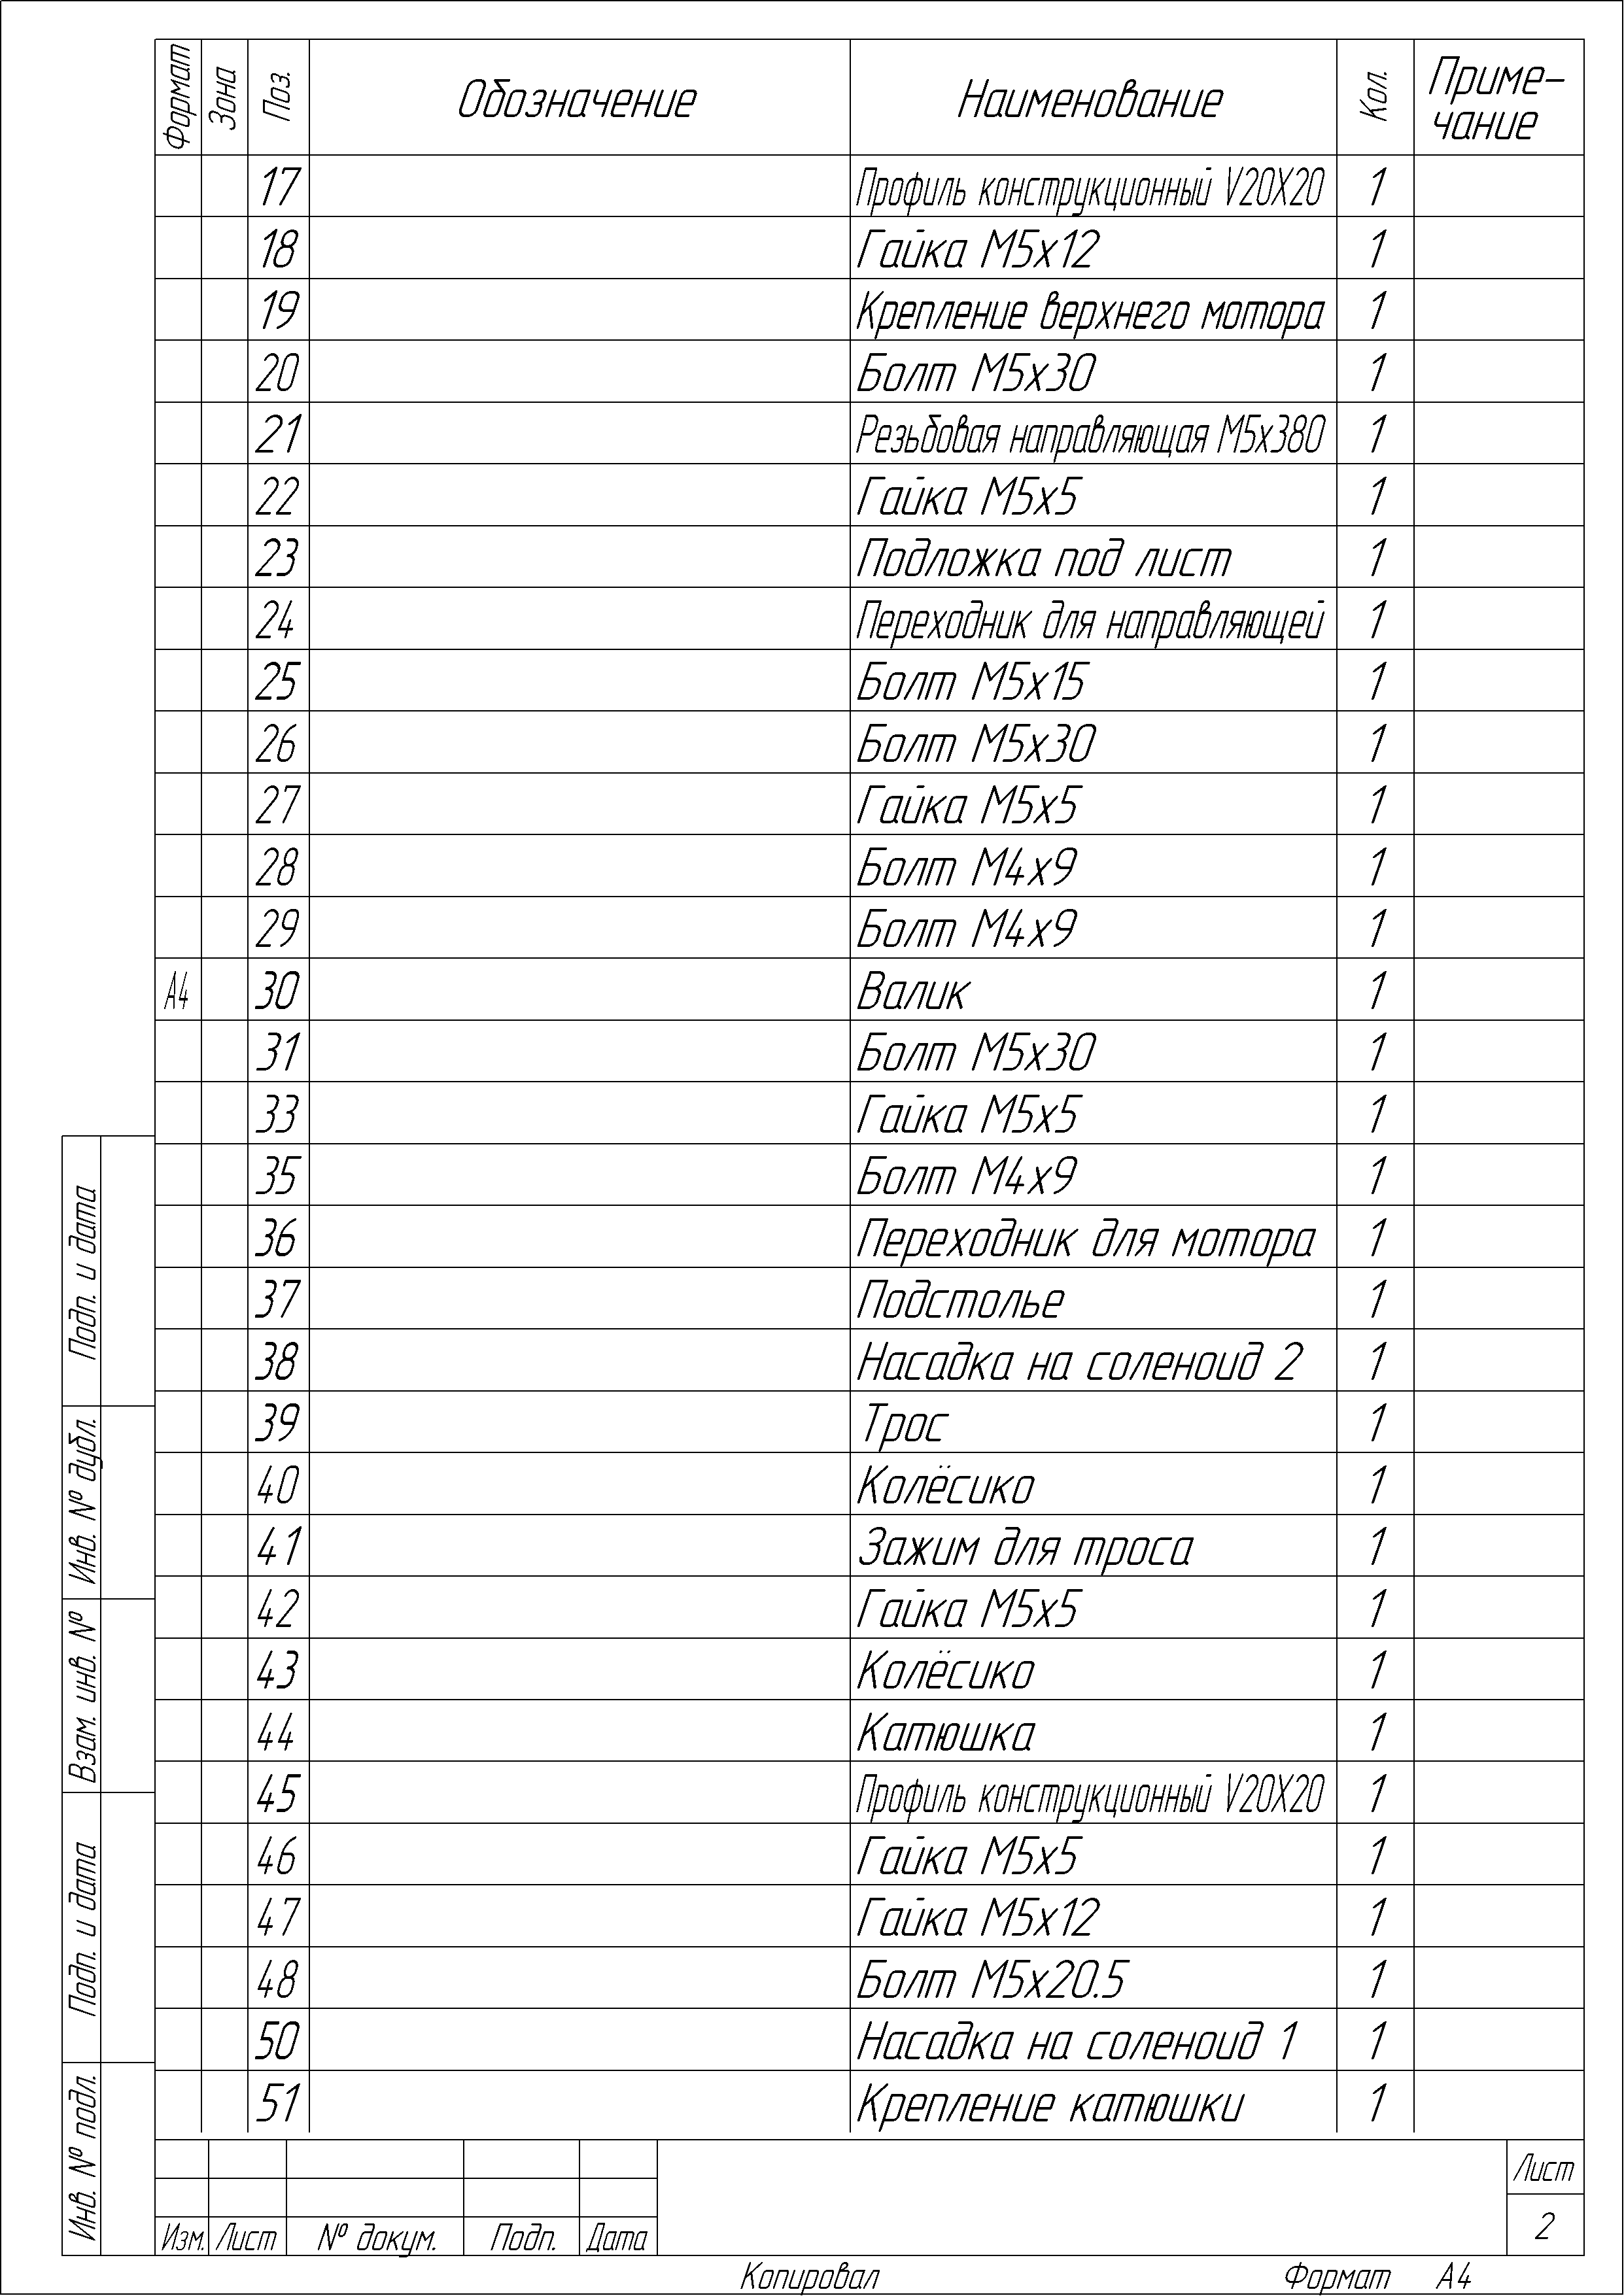 Формат Зона Поз. Обозначение Наименование Кол. Приме-
чание
17 Профиль конструкционный V20X20 1
18 Гайка М5х12 1
19 Крепление верхнего мотора 1
20 Болт М5х30 1
21 Резьбовая направляющая М5х380 1
22 Гайка М5х5 1
23 Подложка под лист 1
24 Переходник для направляющей 1
25 Болт М5х15 1
26 Болт М5х30 1
27 Гайка М5х5 1
28 Болт М4х9 1
29 Болт М4х9 1
А4 30 Валик 1
31 Болт М5х30 1
33 Гайка М5х5 1
35 Болт М4х9 1
36 Переходник для мотора 1
37 Подстолье 1
38 Насадка на соленоид 2 1
39 Трос 1
40 Колёсико 1
41 Зажим для троса 1
42 Гайка М5х5 1
43 Колёсико 1
44 Катюшка 1
45 Профиль конструкционный V20X20 1
46 Гайка М5х5 1
47 Гайка М5х12 1
48 Болт М5х20.5 1
50 Насадка на соленоид 1 1
51 Крепление катюшки 1
Подп. и дата
Инв. № дубл.
Взам. инв. №
Подп. и дата
Инв. № подл.
Изм. Лист № докум. Подп. Дата
Лист
2
Копировал Формат А4